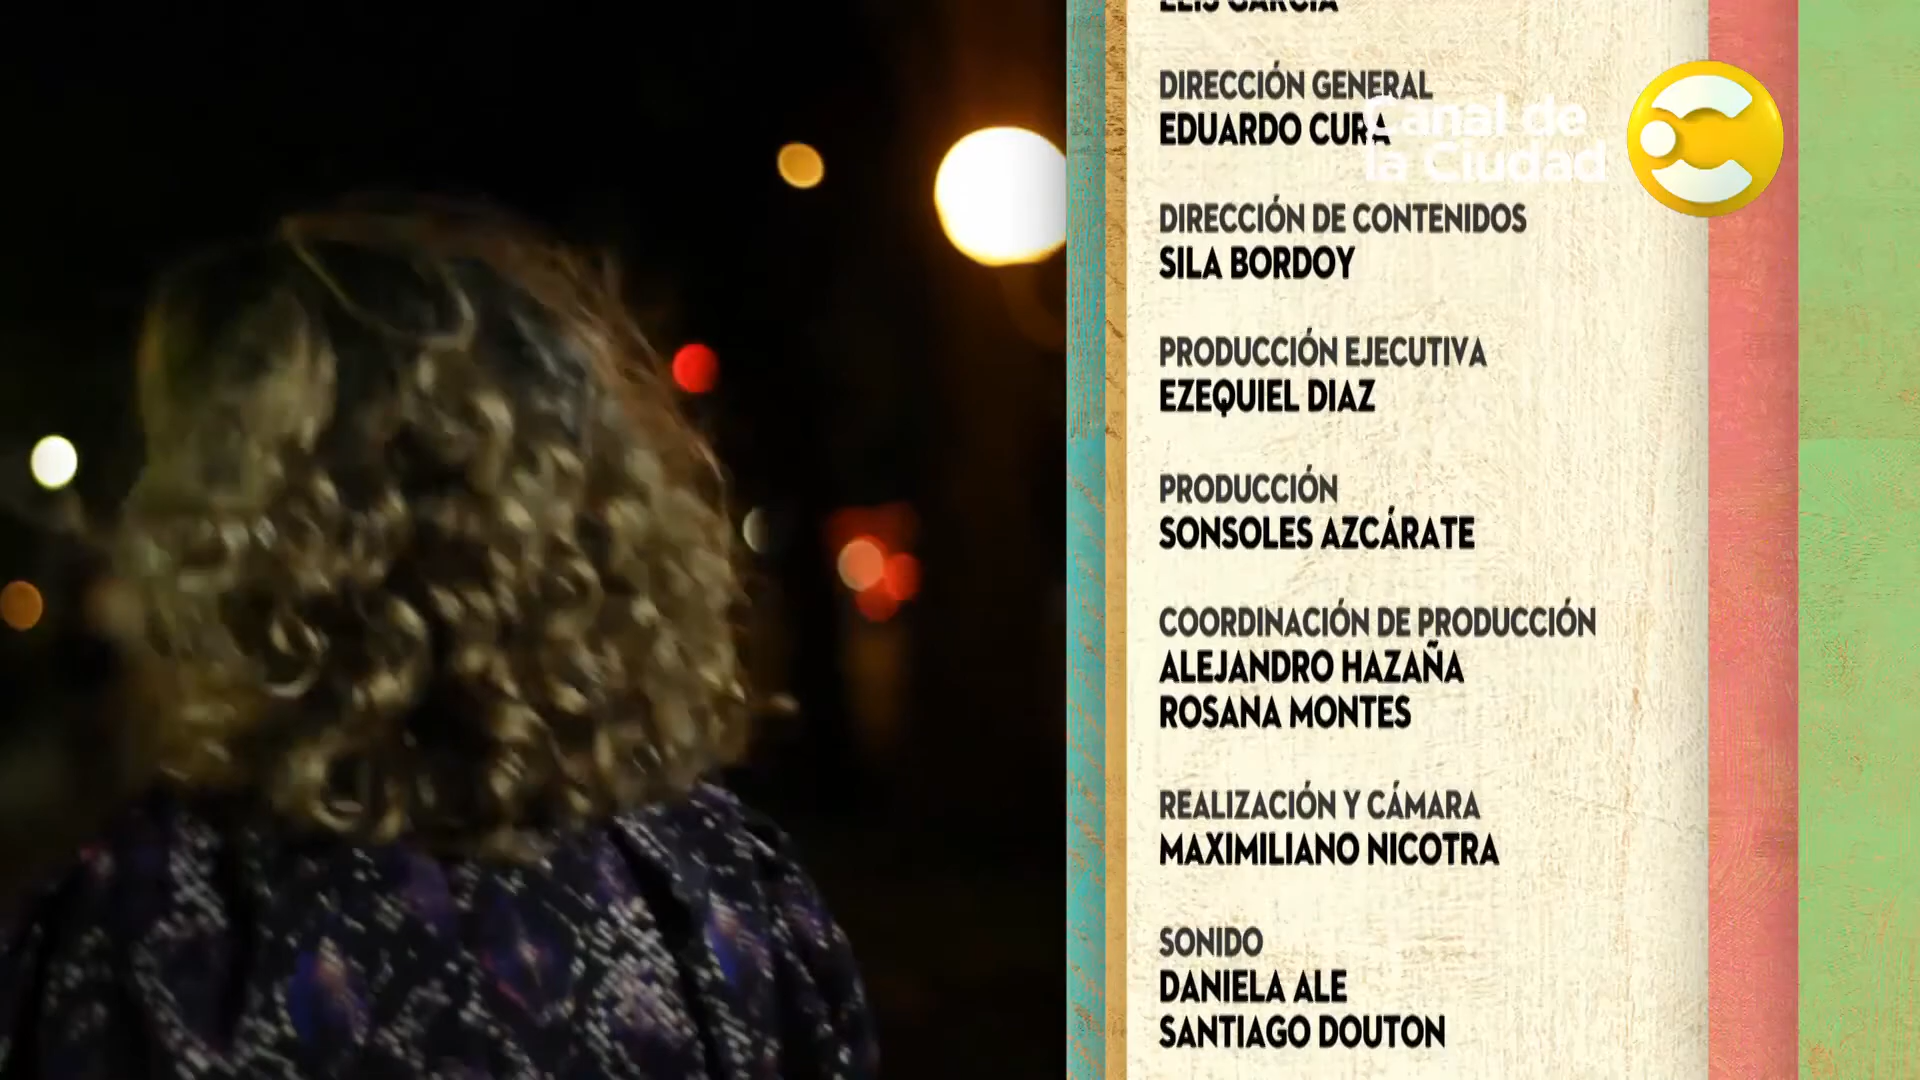 GARCÍA
DIRECCIÓN GENERAL
EDUARDO CURA
Canal de
la Ciudad
DIRECCIÓN DE CONTENIDOS
SILA BORDOY
PRODUCCIÓN EJECUTIVA
EZEQUIEL DIAZ
PRODUCCIÓN
SONSOLES AZCÁRATE
COORDINACIÓN DE PRODUCCIÓN
ALEJANDRO HAZAÑA
ROSANA MONTES
REALIZACIÓN Y CÁMARA
MAXIMILIANO NICOTRA
SONIDO
DANIELA ALE
SANTIAGO DOUTON